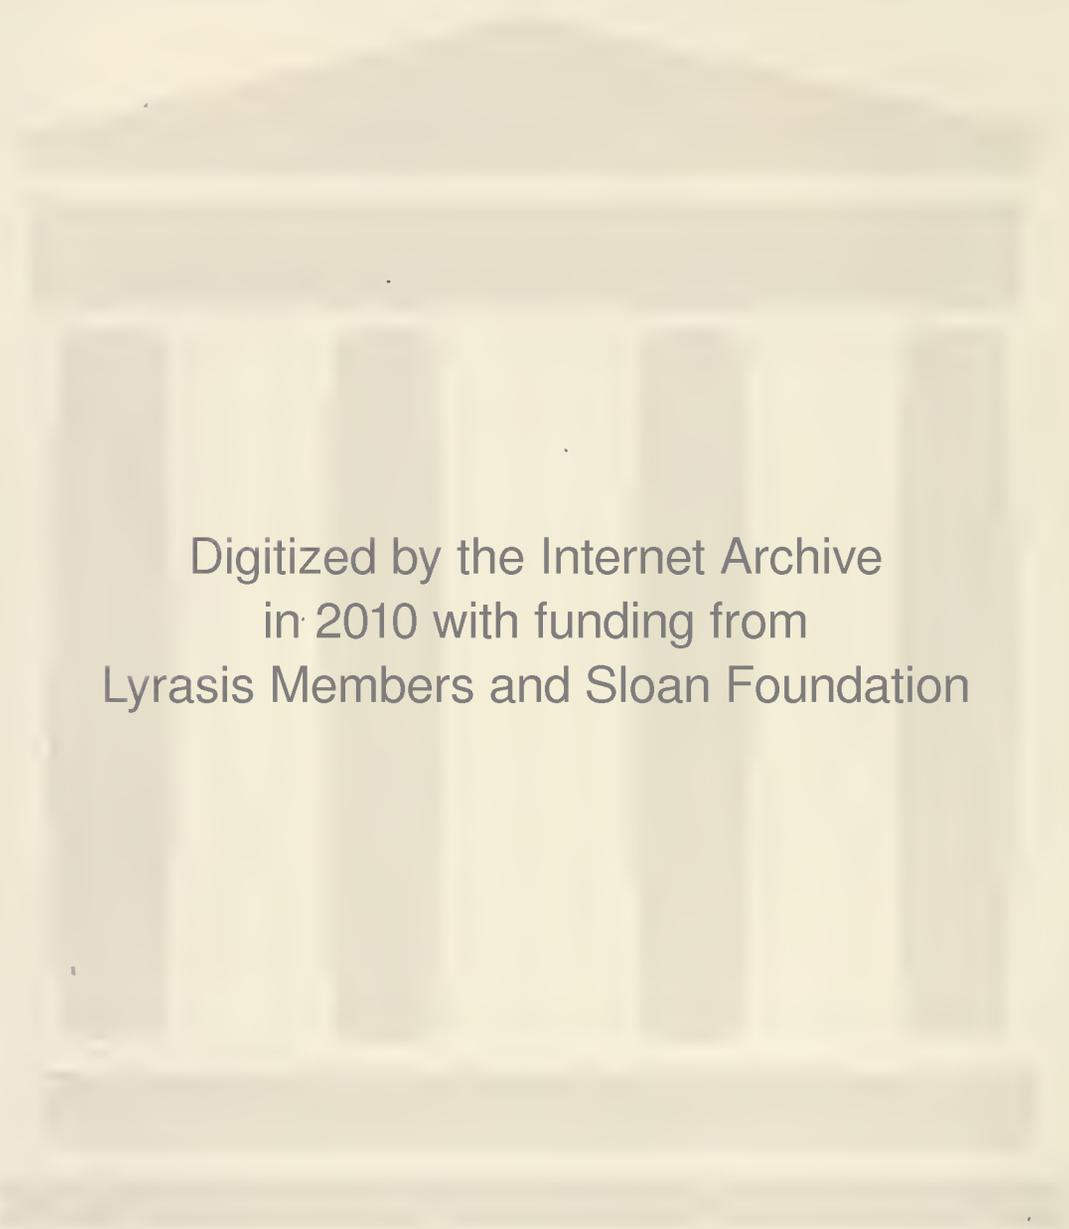 Digitized by the Internet Archive
in 2010 with funding from
Lyrasis Members and Sloan Foundation